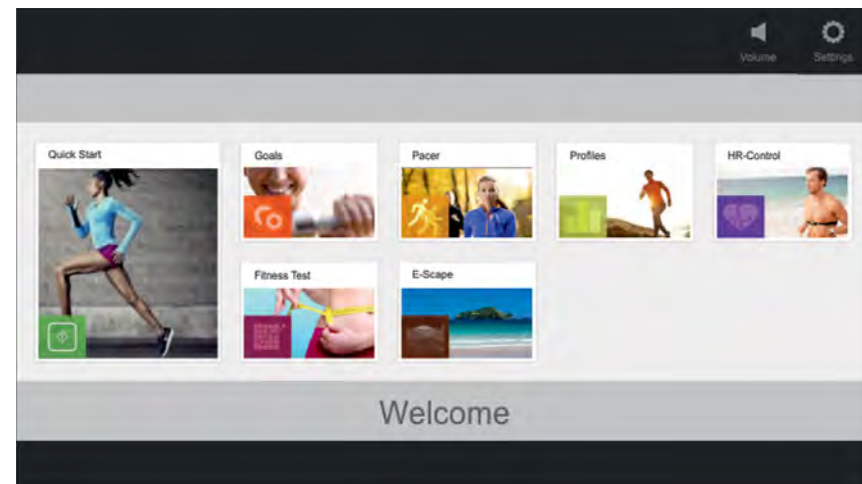 Volume
Settings
Quick Start
Goals
Pacer
Profiles
HR-Control
Fitness Test
E-Scape
Welcome